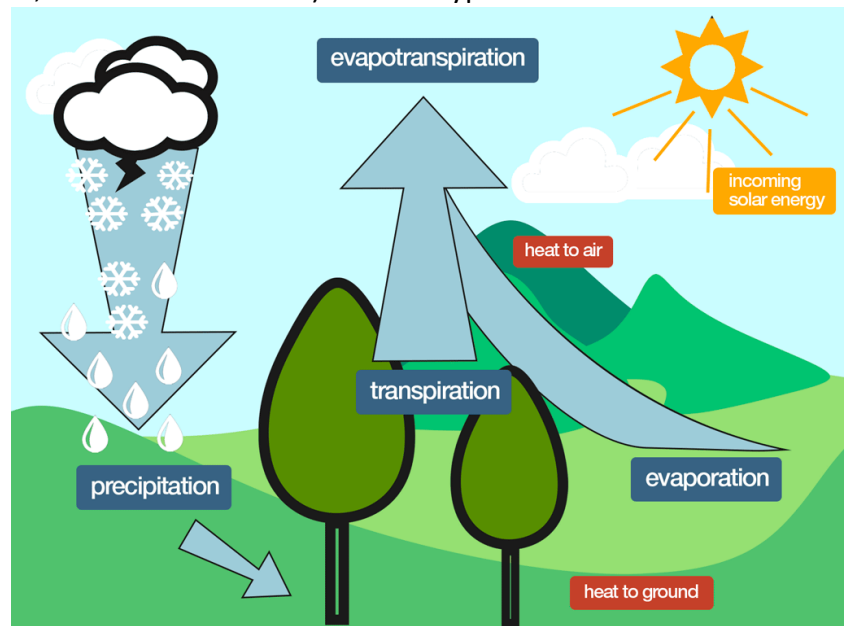 evapotranspiration
incoming
solar energy
heat to air
transpiration
evaporation
precipitation
heat to ground